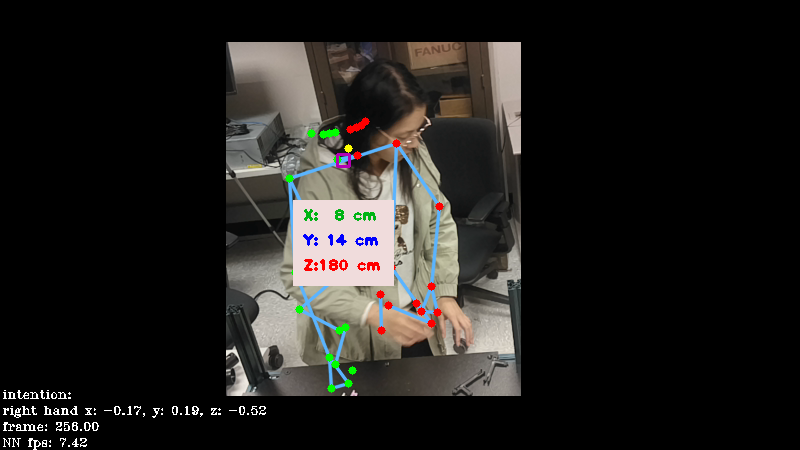 FANUC
X: 8 cm
Y: 14 cm
Z:180 cm
intention:
right hand x: -0.17, y: 0.19, z: -0.52
frame: 256.00
NN fps: 7.42